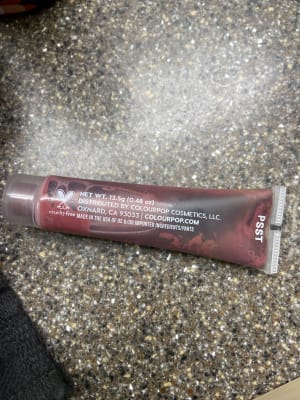 cruelty free
NET WT. 13.5g (0.48 oz)
DISTRIBUTED BY COLOURPOP COSMETICS, LLC.
OXNARD, CA 93033 | COLOURPOP.COM
MADE IN THE USA OF US &/OR IMPORTED INGREDIENTS/PARTS
PSST